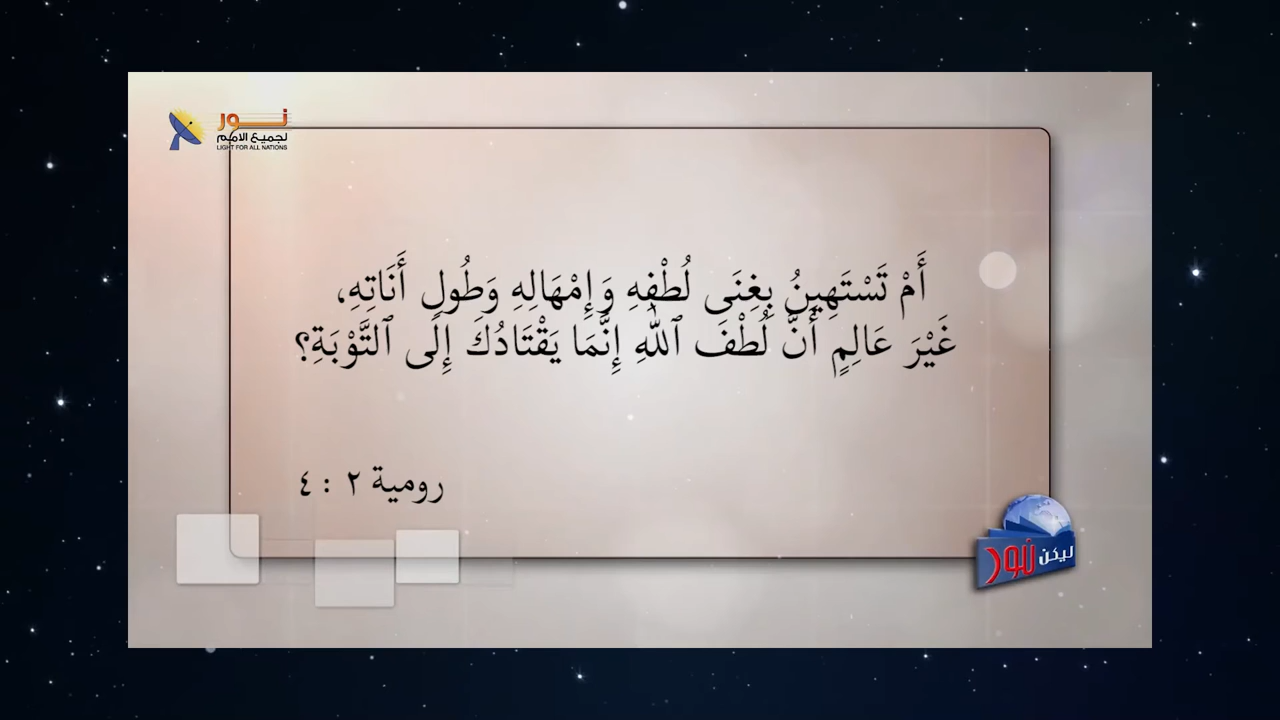 نور
لجميع الامم
LIGHT FOR ALL NATIONS
أَمْ تَسْتَهِينُ بِغِنَى لُطْفِهِ وَإِمْهَالِهِ وَطُولِ أَنَاتِهِ،
غَيْرَ عَالِمٍ أَنَّ لُطْفَ ٱللهِ إِنَّمَا يَقْتَادُكَ إِلَى ٱلتَّوْبَةِ؟
رومية ٢ : ٤
ليكن نور